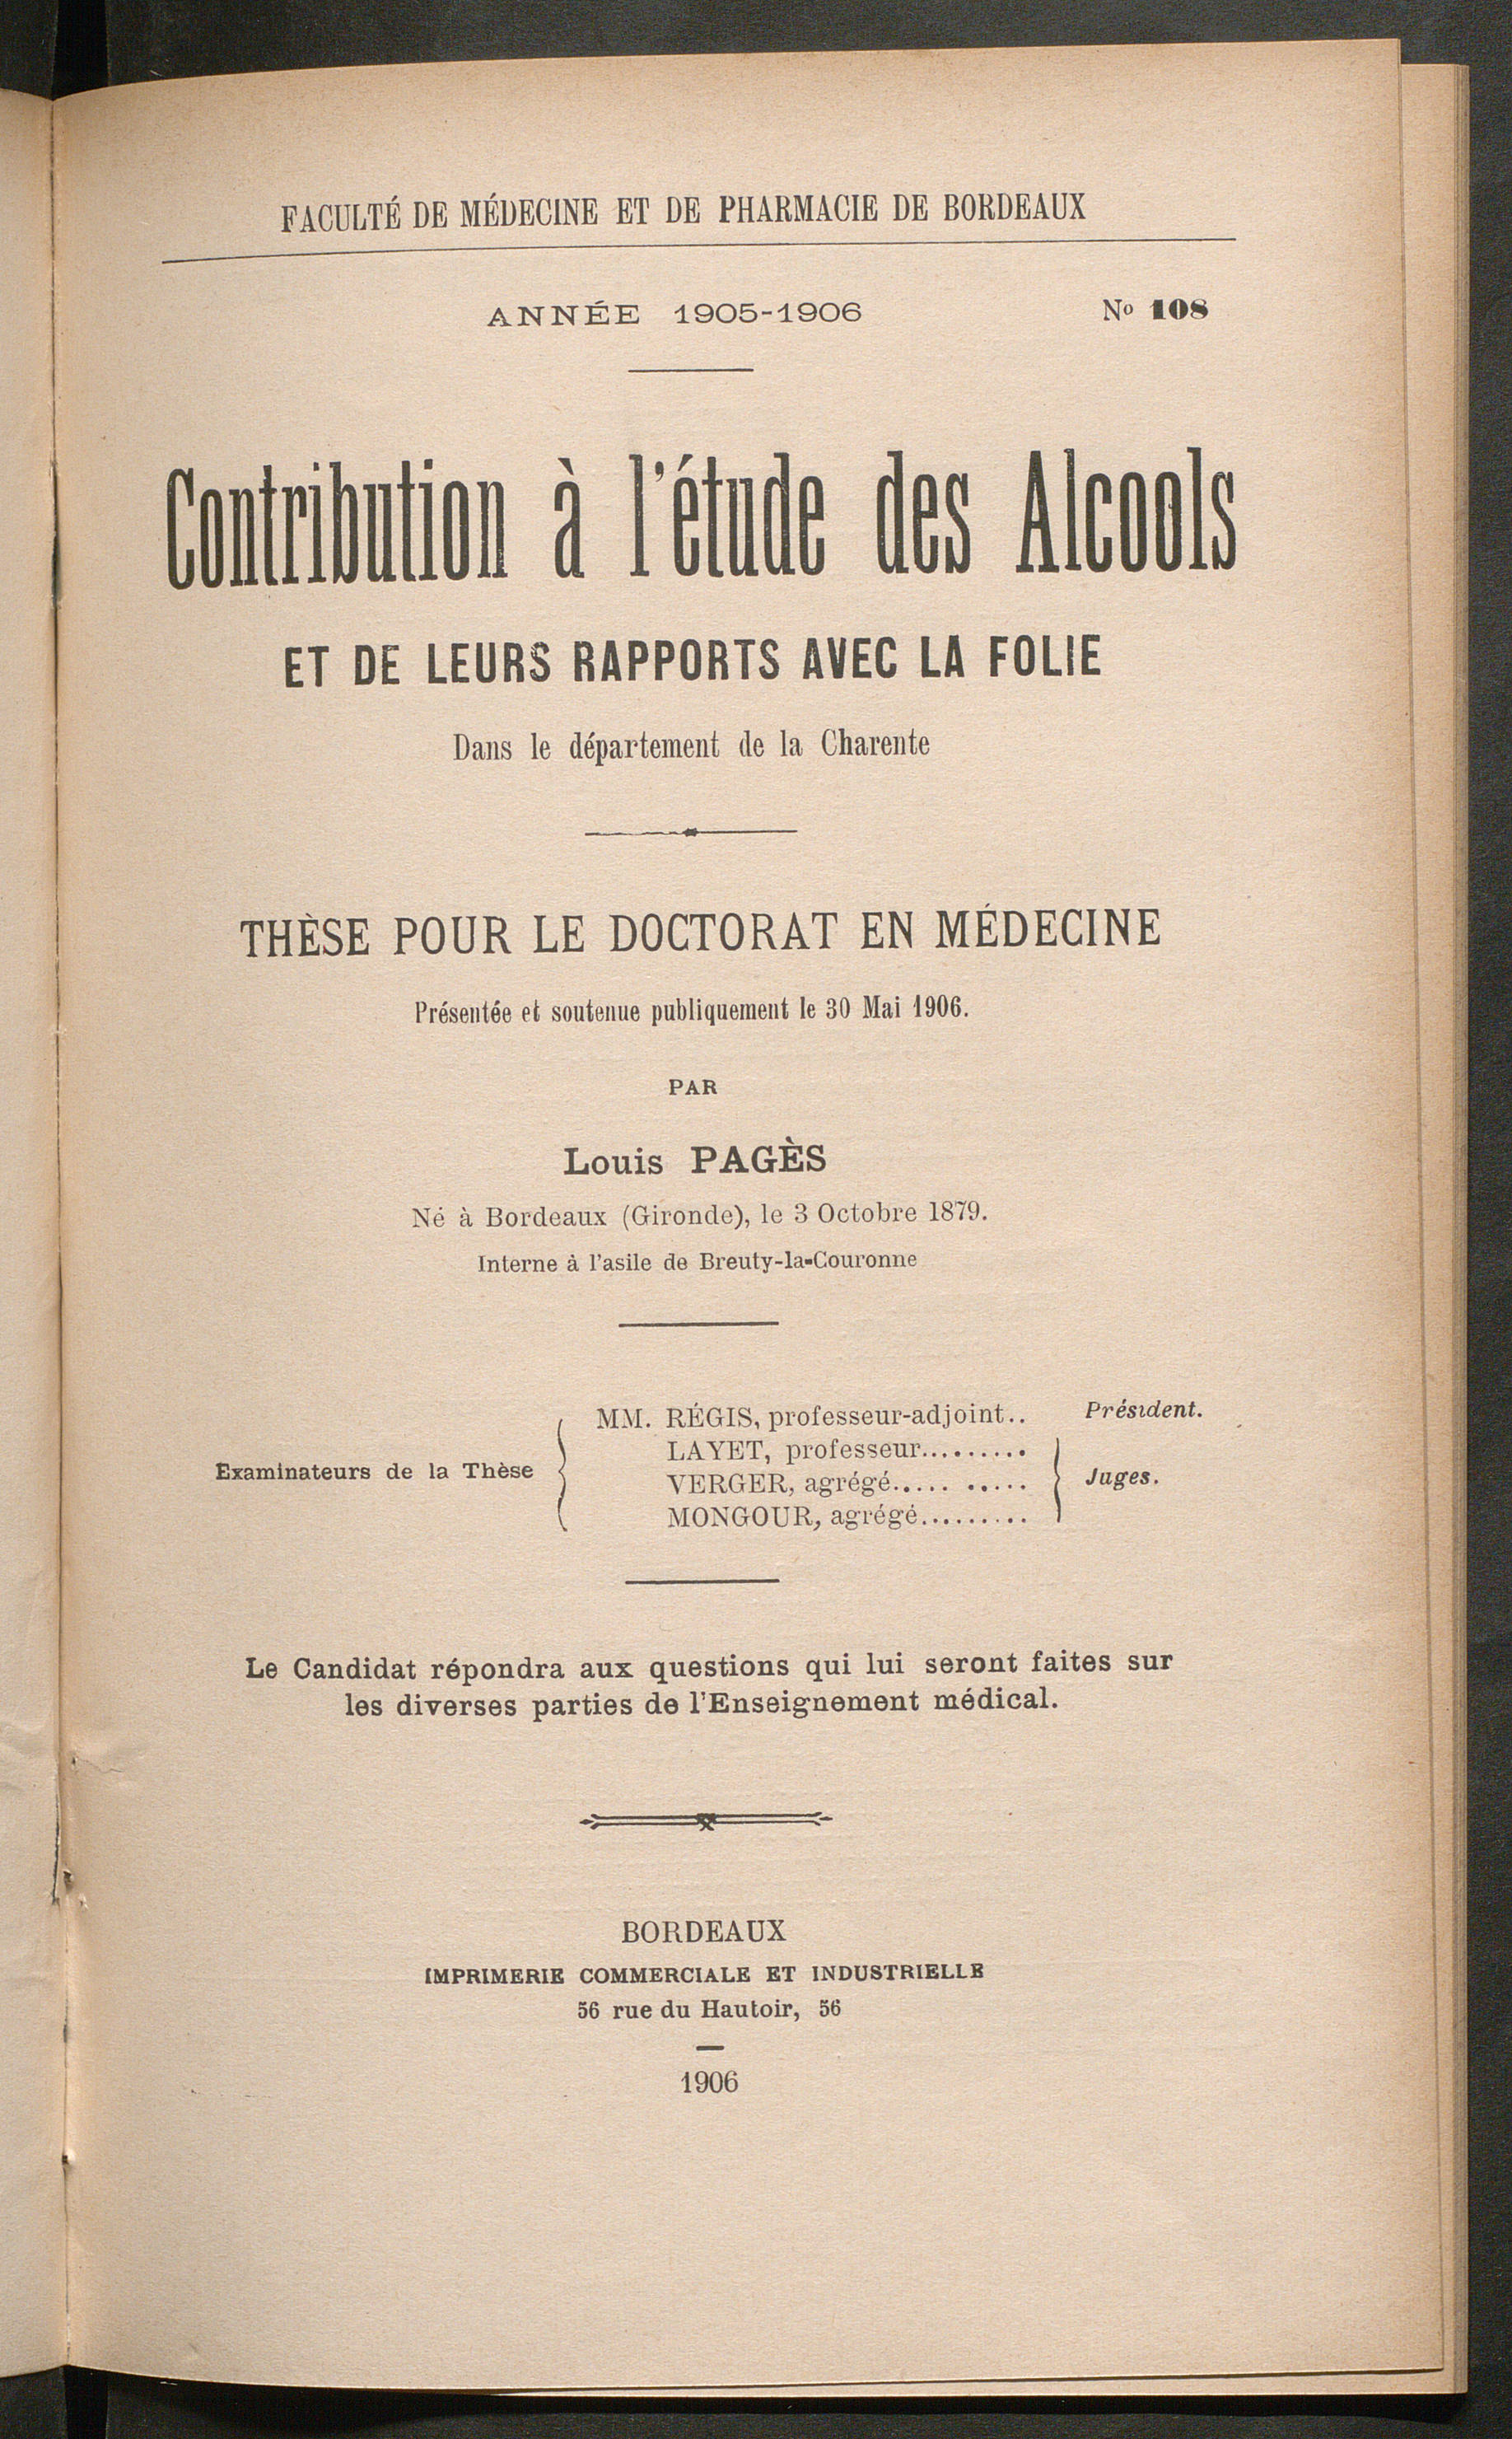 FACULTÉ DE MÉDECINE ET DE PHARMACIE DE BORDEAUX
ANNÉE 1905-1906 Nº 108
Contribution à l'étude des Alcools
ET DE LEURS RAPPORTS AVEC LA FOLIE
Dans le département de la Charente
THÈSE POUR LE DOCTORAT EN MÉDECINE
Présentée et soutenue publiquement le 30 Mai 1906.
PAR
Louis PAGÈS
Né à Bordeaux (Gironde), le 3 Octobre 1879.
Interne à l'asile de Breuty-la-Couronne
Examinateurs de la Thèse
MM. RÉGIS, professeur-adjoint.. Président.
LAYET, professeur.........
VERGER, agrégé..... .....
MONGOUR, agrégé.........
Juges.
Le Candidat répondra aux questions qui lui seront faites sur
les diverses parties de l'Enseignement médical.
BORDEAUX
IMPRIMERIE COMMERCIALE ET INDUSTRIELLE
56 rue du Hautoir, 56
1906